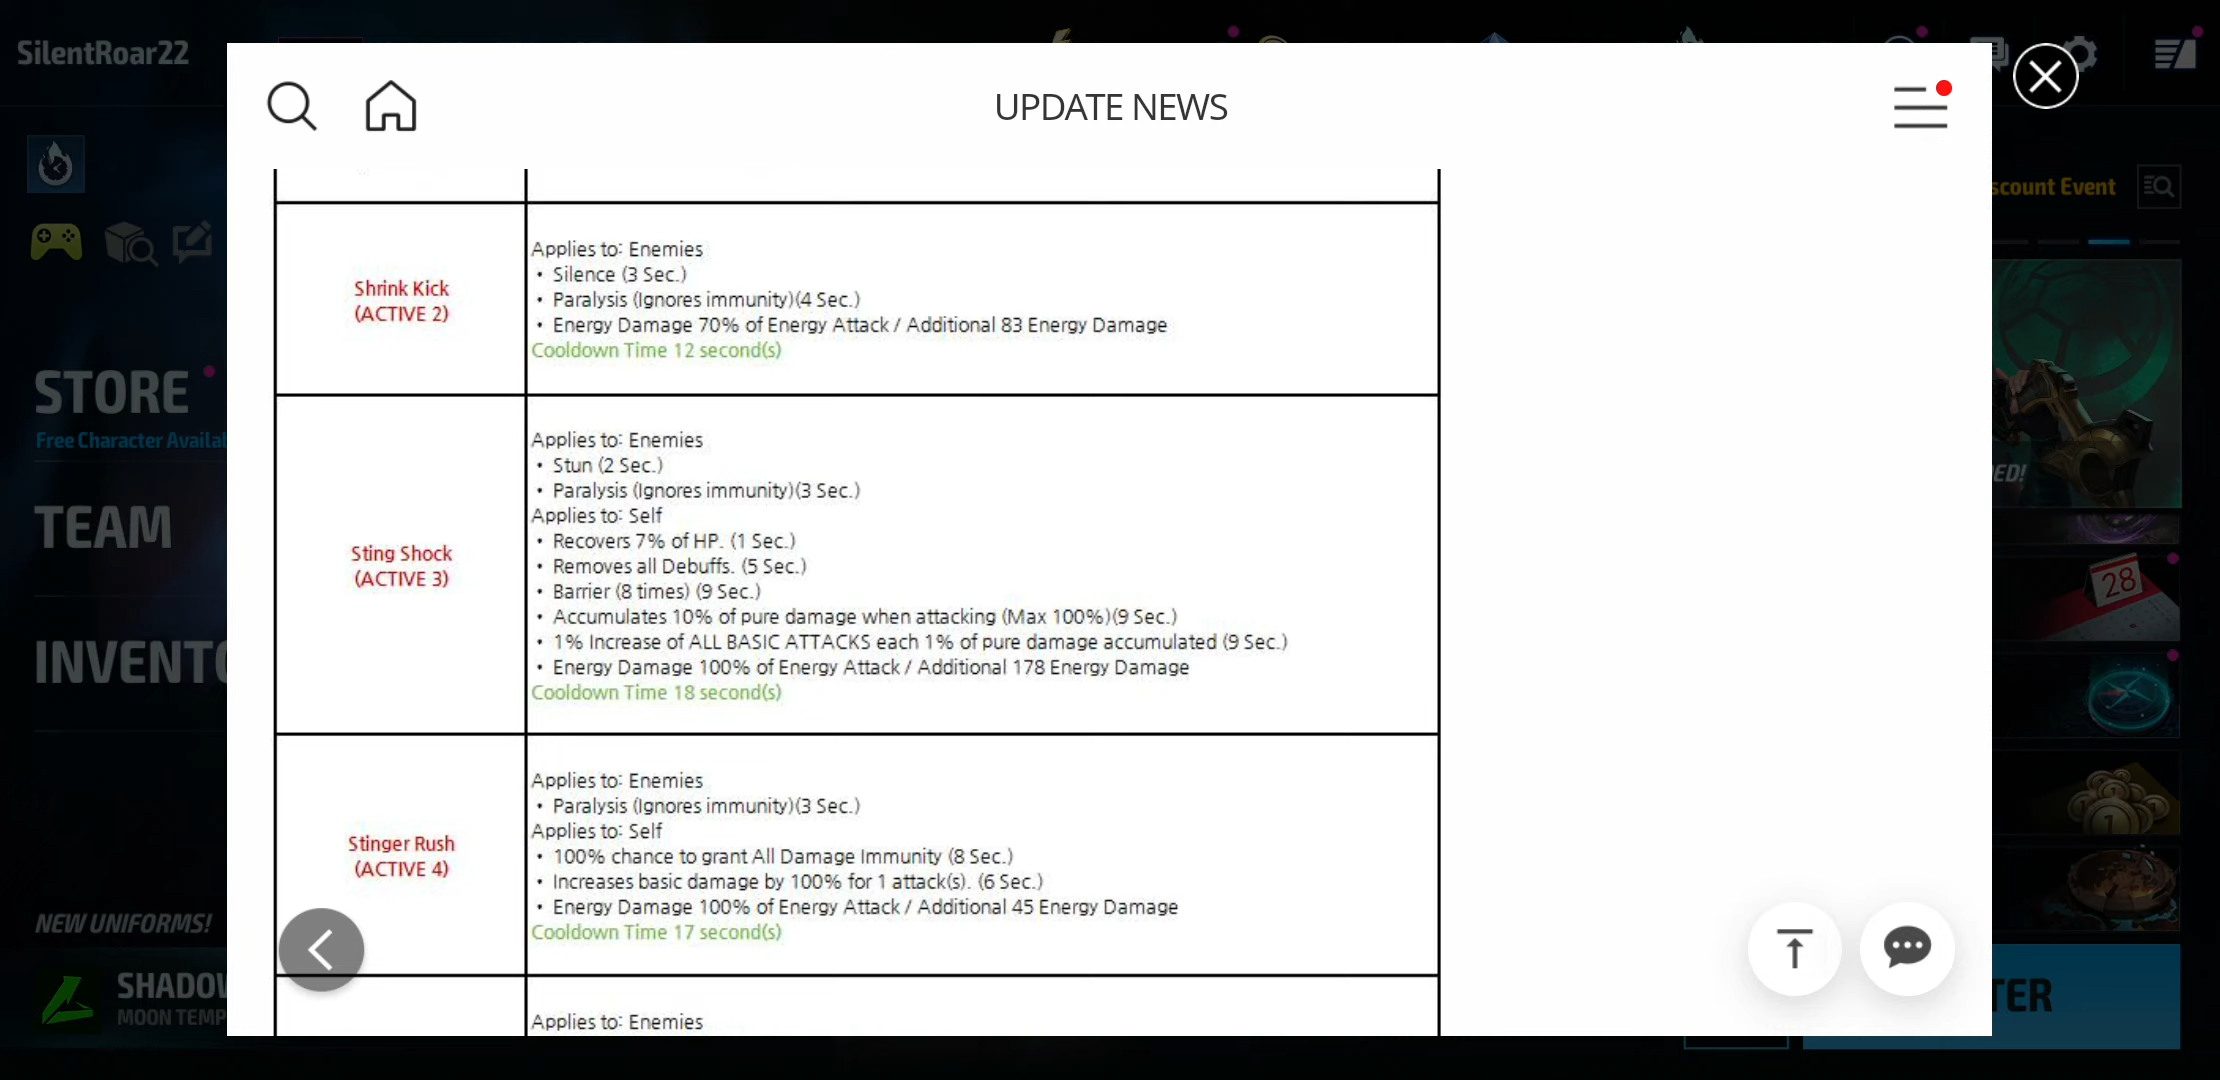 SilentRoar22
UPDATE NEWS
scount Event
Shrink Kick
(ACTIVE 2)
Applies to: Enemies
• Silence (3 Sec.)
• Paralysis (Ignores immunity)(4 Sec.)
• Energy Damage 70% of Energy Attack / Additional 83 Energy Damage
Cooldown Time 12 second(s)
STORE
Free Character Availal
TEAM
INVENTO
Sting Shock
(ACTIVE 3)
Applies to: Enemies
• Stun (2 Sec.)
• Paralysis (Ignores immunity)(3 Sec.)
Applies to: Self
• Recovers 7% of HP. (1 Sec.)
• Removes all Debuffs. (5 Sec.)
• Barrier (8 times) (9 Sec.)
• Accumulates 10% of pure damage when attacking (Max 100%)(9 Sec.)
• 1% Increase of ALL BASIC ATTACKS each 1% of pure damage accumulated (9 Sec.)
• Energy Damage 100% of Energy Attack / Additional 178 Energy Damage
Cooldown Time 18 second(s)
ED!
28
Stinger Rush
(ACTIVE 4)
Applies to: Enemies
• Paralysis (Ignores immunity)(3 Sec.)
Applies to: Self
• 100% chance to grant All Damage Immunity (8 Sec.)
• Increases basic damage by 100% for 1 attack(s). (6 Sec.)
• Energy Damage 100% of Energy Attack / Additional 45 Energy Damage
Cooldown Time 17 second(s)
1
NEW UNIFORMS!
SHADOW
MOON TEMP
TER
Applies to: Enemies